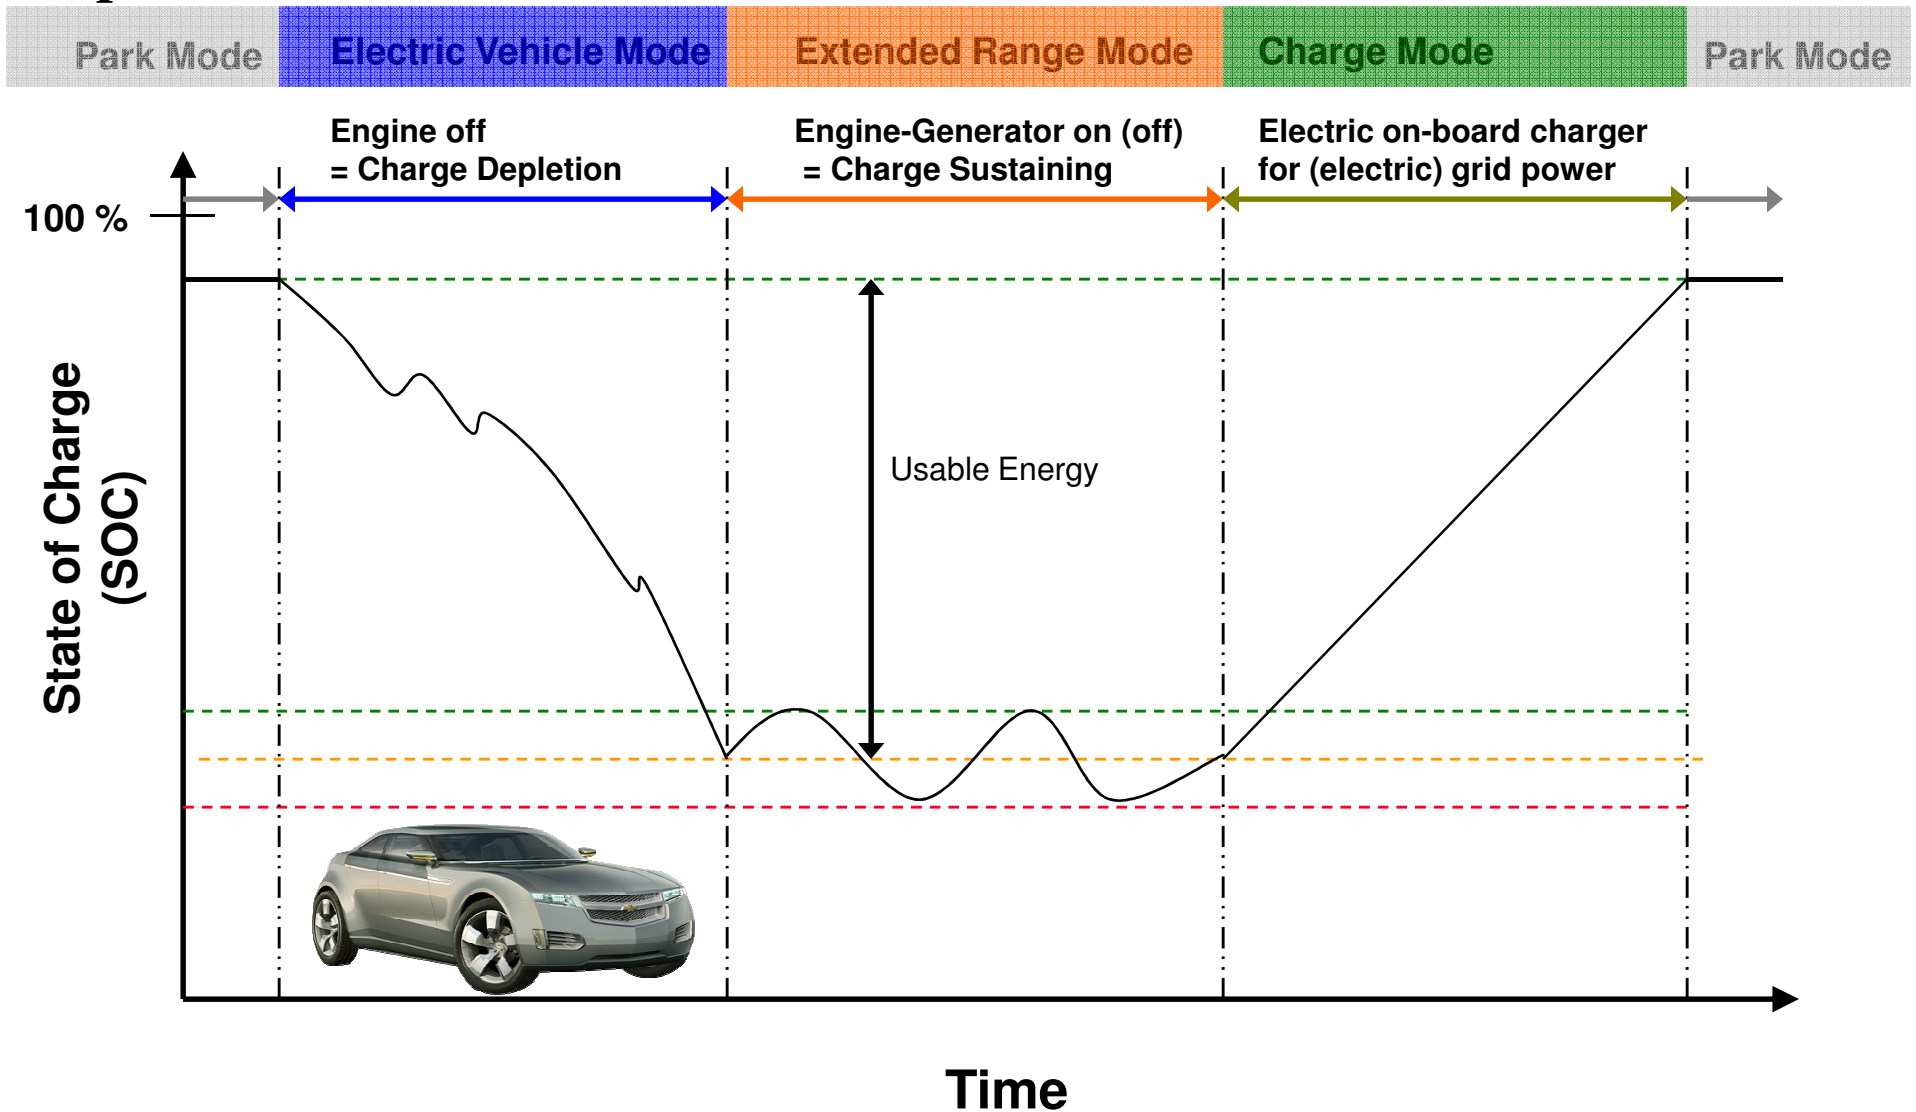 Park Mode
Electric Vehicle Mode
Extended Range Mode
Charge Mode
Park Mode
Engine off
= Charge Depletion
Engine-Generator on (off)
= Charge Sustaining
Electric on-board charger
for (electric) grid power
100 %
State of Charge
(SOC)
Usable Energy
Time